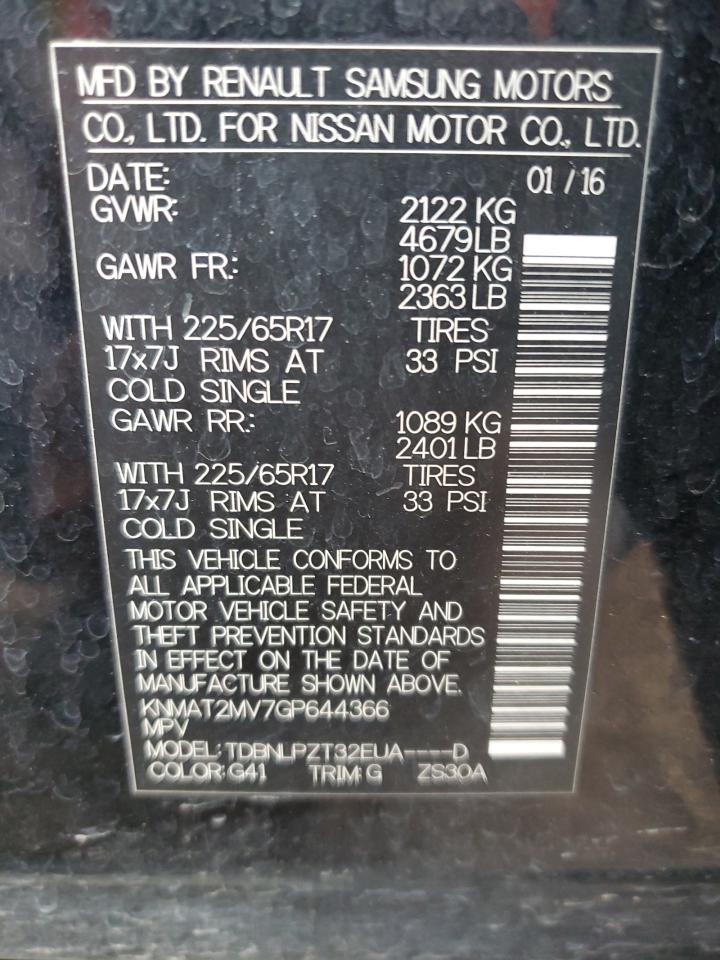 MFD BY RENAULT SAMSUNG MOTORS
CO., LTD. FOR NISSAN MOTOR CO., LTD.
DATE: 01 / 16
GVWR: 2122 KG
4679 LB
GAWR FR.: 1072 KG
2363 LB
WITH 225/65R17 TIRES
17x7J RIMS AT 33 PSI
COLD SINGLE
GAWR RR.: 1089 KG
2401 LB
WITH 225/65R17 TIRES
17x7J RIMS AT 33 PSI
COLD SINGLE
THIS VEHICLE CONFORMS TO
ALL APPLICABLE FEDERAL
MOTOR VEHICLE SAFETY AND
THEFT PREVENTION STANDARDS
IN EFFECT ON THE DATE OF
MANUFACTURE SHOWN ABOVE.
KNMAT2MV7GP644366
MPV
MODEL: TDBNLPZT32EUA----D
COLOR: G41 TRIM: G ZS30A